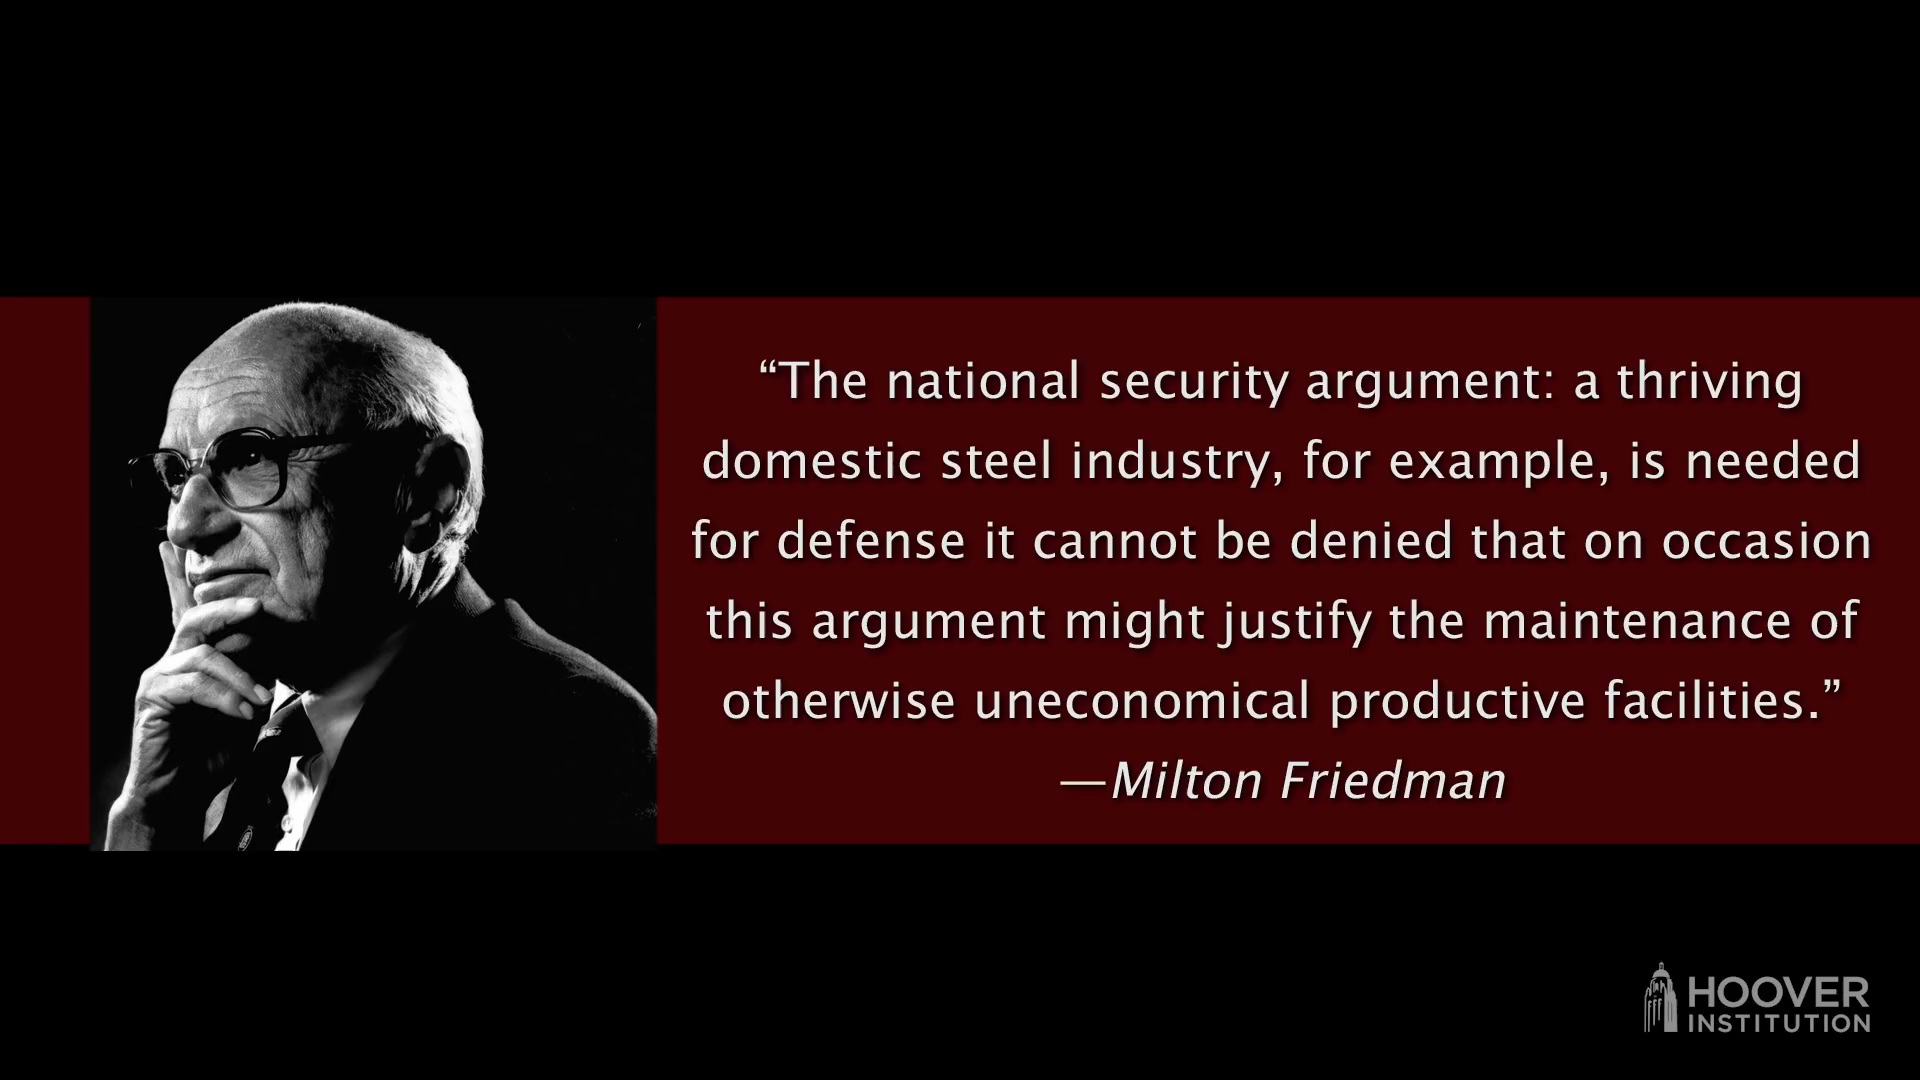 “The national security argument: a thriving
domestic steel industry, for example, is needed
for defense it cannot be denied that on occasion
this argument might justify the maintenance of
otherwise uneconomical productive facilities.”
—Milton Friedman
HOOVER
INSTITUTION